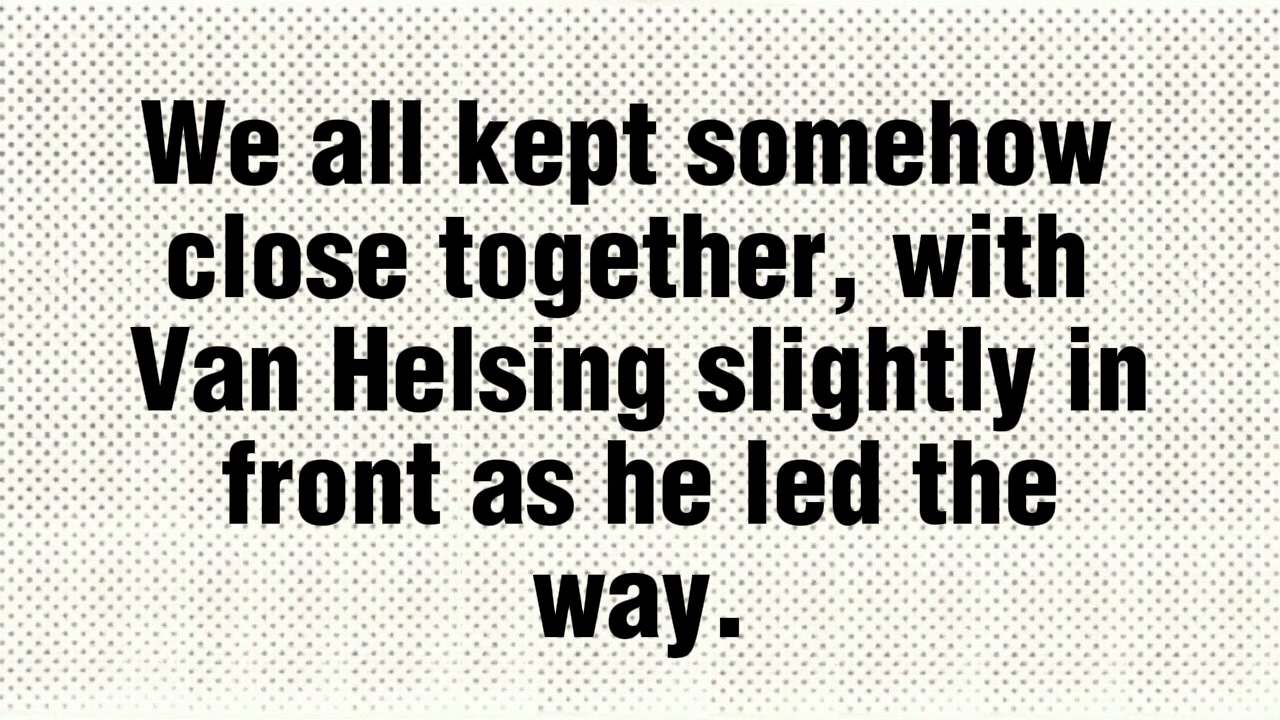 We all kept somehow
close together, with
Van Helsing slightly in
front as he led the
way.